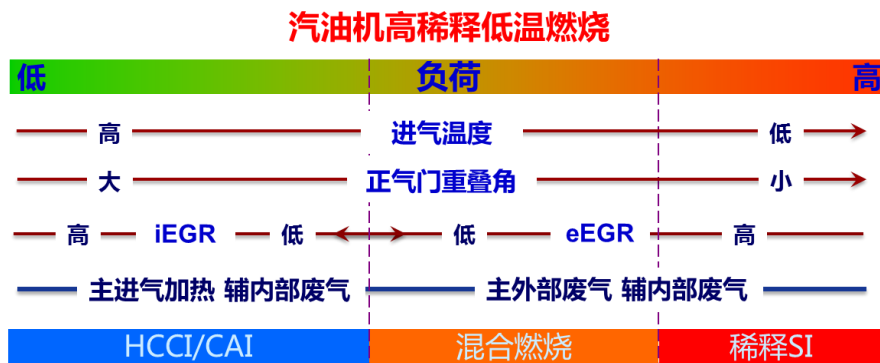 汽油机高稀释低温燃烧
低 负荷 高
高 进气温度 低
大 正气门重叠角 小
高 iEGR 低 低 eEGR 高
主进气加热 辅内部废气 主外部废气 辅内部废气
HCCI/CAI 混合燃烧 稀释SI